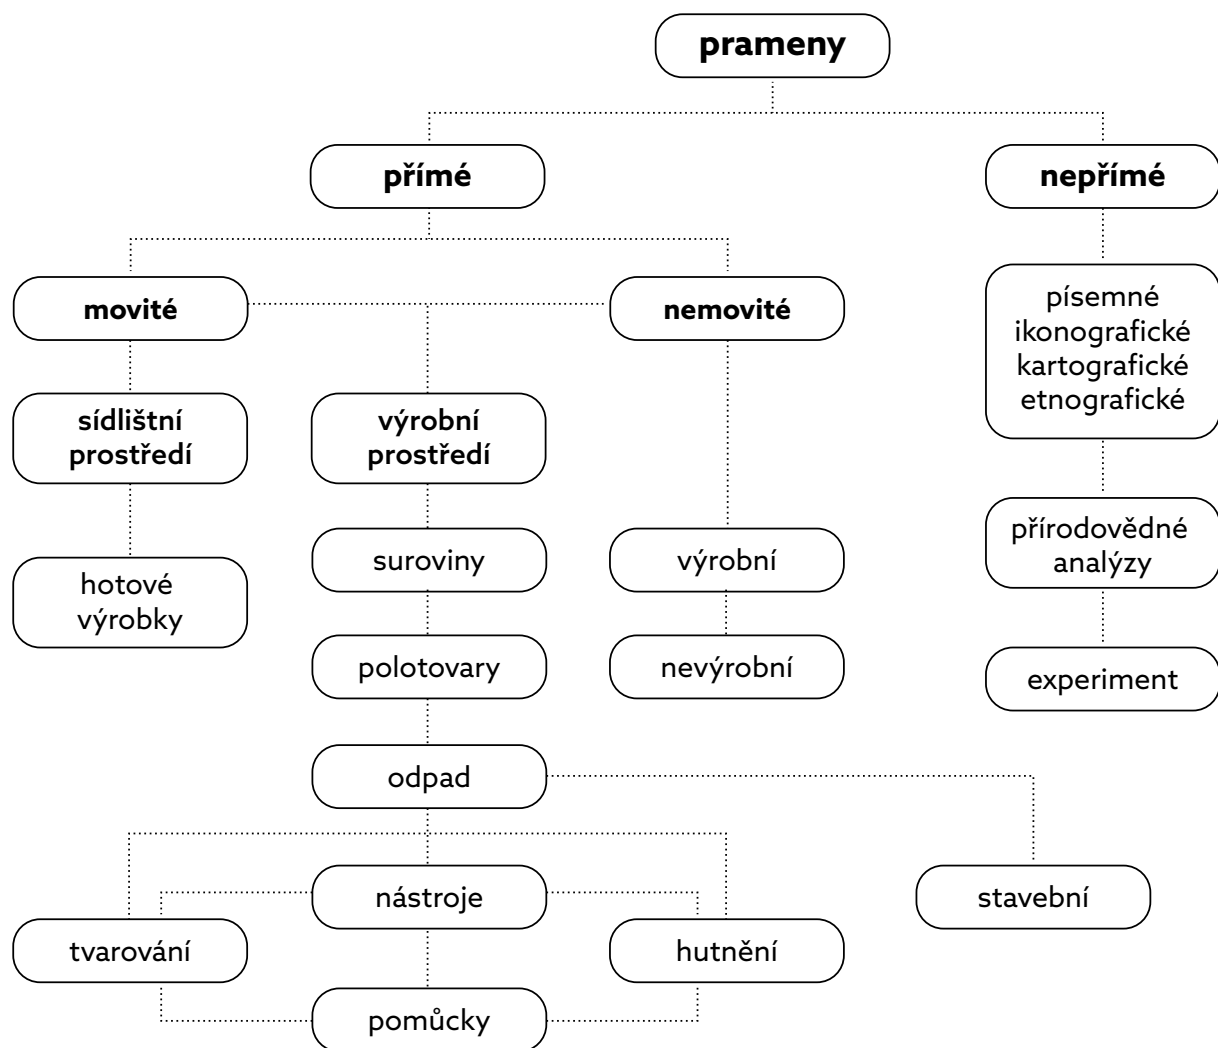 prameny
přímé
nepřímé
movité
nemovité
písemné
ikonografické
kartografické
etnografické
sídlištní
prostředí
výrobní
prostředí
přírodovědné
analýzy
suroviny
výrobní
hotové
výrobky
polotovary
nevýrobní
experiment
odpad
nástroje
stavební
tvarování
hutnění
pomůcky